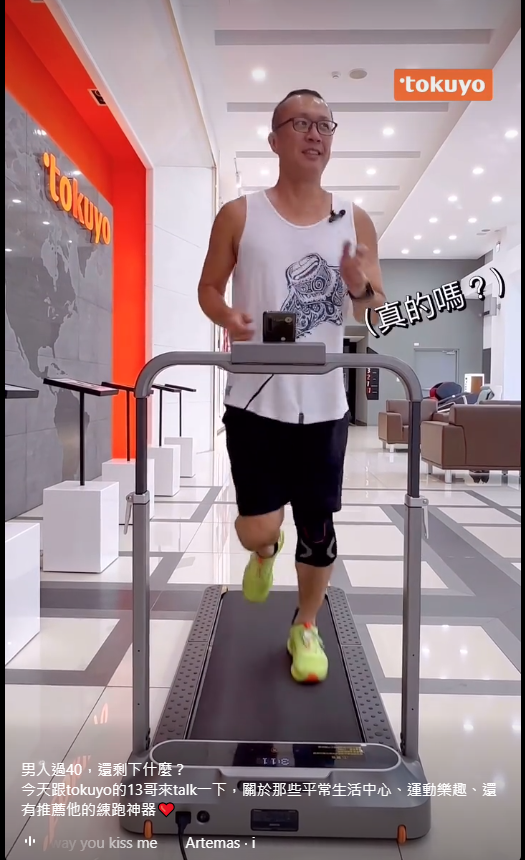 tokuyo
tokuyo
（真的嗎？）
男人過40，還剩下什麼？
今天跟tokuyo的13哥來talk一下，關於那些平常生活中心、運動樂趣、還
有推薦他的練跑神器❤️
way you kiss me
Artemas · i